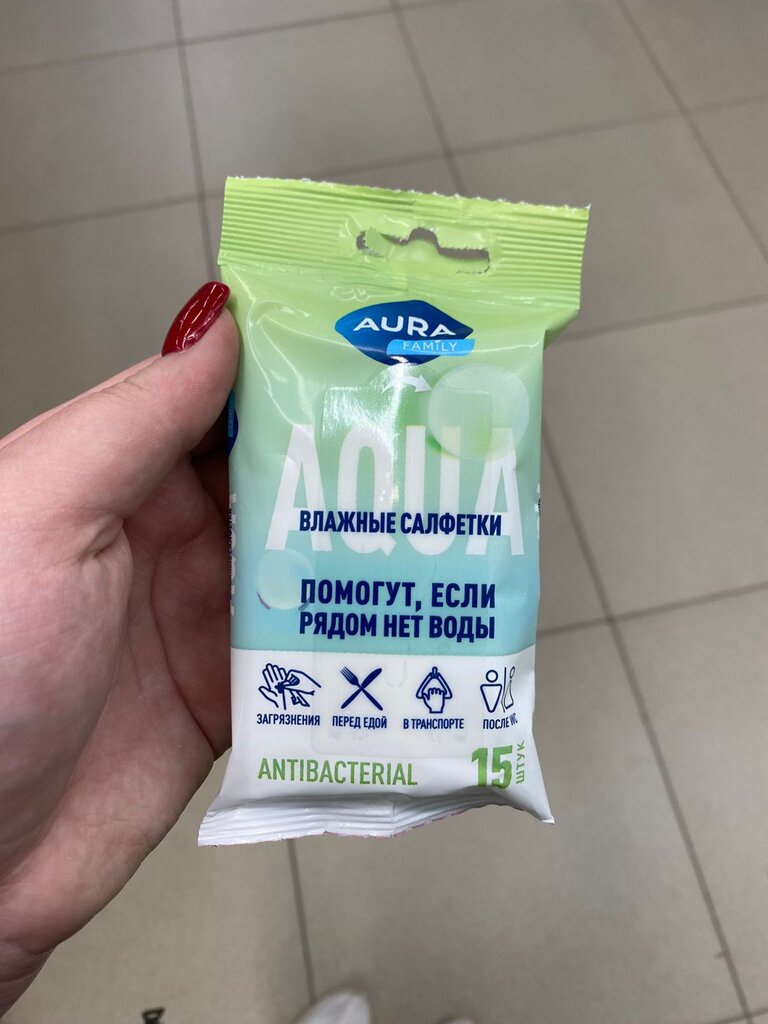 AURA
FAMILY
AQUA
ВЛАЖНЫЕ САЛФЕТКИ
ПОМОГУТ, ЕСЛИ
РЯДОМ НЕТ ВОДЫ
ЗАГРЯЗНЕНИЯ
ПЕРЕД ЕДОЙ
В ТРАНСПОРТЕ
ПОСЛЕ WC
ANTIBACTERIAL
15
ШТУК